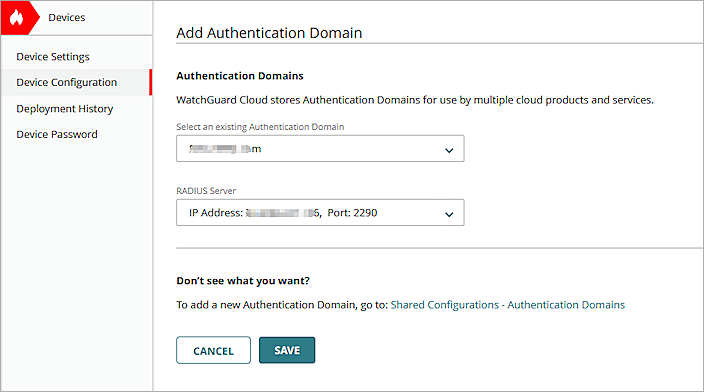 Devices
Device Settings
Device Configuration
Deployment History
Device Password
Add Authentication Domain
Authentication Domains
WatchGuard Cloud stores Authentication Domains for use by multiple cloud products and services.
Select an existing Authentication Domain
RADIUS Server
IP Address: 6, Port: 2290
Don't see what you want?
To add a new Authentication Domain, go to: Shared Configurations - Authentication Domains
CANCEL
SAVE